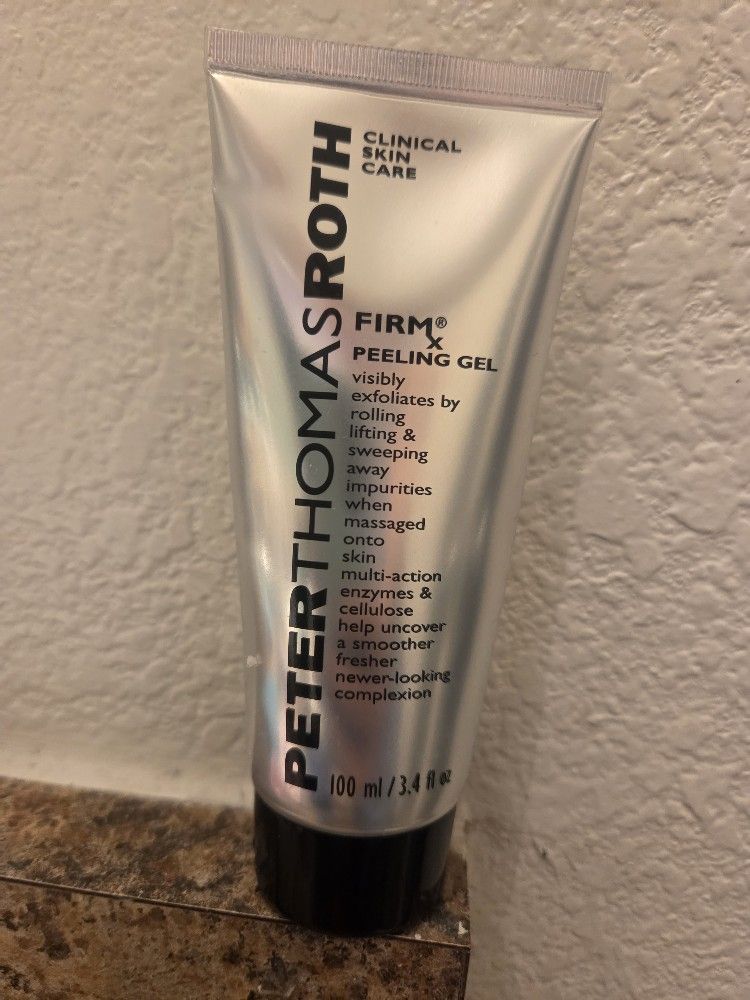 PETERTHOMASROTH
CLINICAL
SKIN
CARE
FIRMx®
PEELING GEL
visibly
exfoliates by
rolling
lifting &
sweeping
away
impurities
when
massaged
onto
skin
multi-action
enzymes &
cellulose
help uncover
a smoother
fresher
newer-looking
complexion
100 ml / 3.4 fl oz